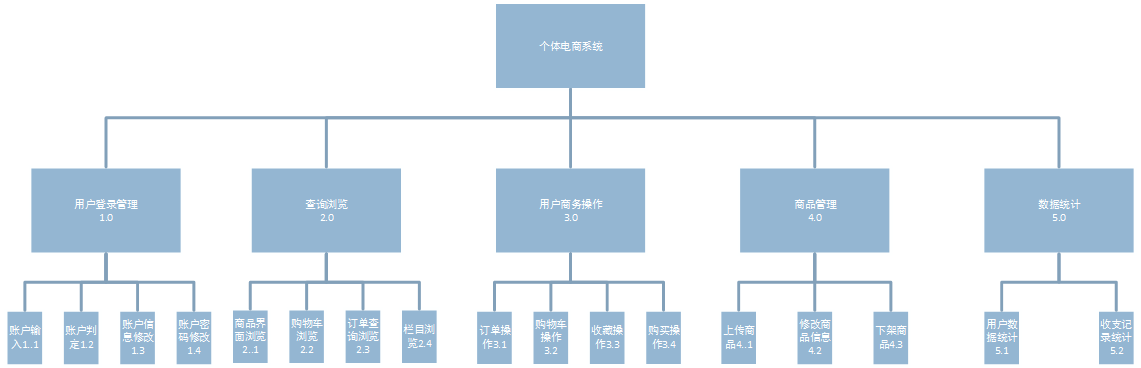 个体电商系统
用户登录管理
1.0
查询浏览
2.0
用户商务操作
3.0
商品管理
4.0
数据统计
5.0
账户输
入1..1
账户判
定1.2
账户信
息修改
1.3
账户密
码修改
1.4
商品界
面浏览
2..1
购物车
浏览
2.2
订单查
询浏览
2.3
栏目浏
览2.4
订单操
作3.1
购物车
操作
3.2
收藏操
作3.3
购买操
作3.4
上传商
品4..1
修改商
品信息
4.2
下架商
品4.3
用户数
据统计
5.1
收支记
录统计
5.2